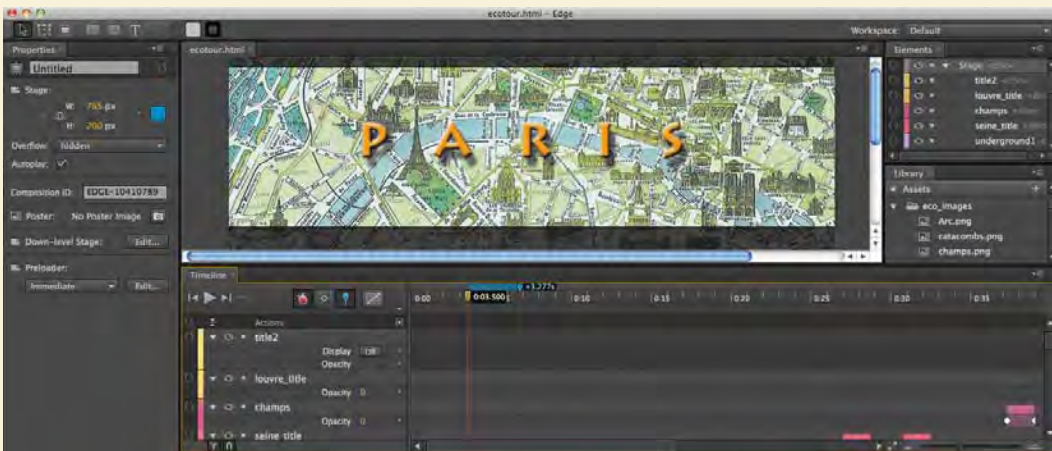 ecotour.html – Edge
T
Workspace: Default
Properties
Untitled
Stage:
W: 765 px
H: 200 px
Overflow: hidden
Autoplay:
Composition ID: EDGE-10410789
Poster: No Poster Image
Down-level Stage: Edit...
Preloader:
Immediate Edit...
ecotour.html
PARIS
Elements
Stage
title2
louvre_title
champs
seine_title
underground1
Library
Assets
eco_images
Arc.png
catacombs.png
champs.png
Timeline
+3.277s
0:00 0:03.500 0:10 0:15 0:20 0:25 0:30 0:35
Actions
title2
Display Off
Opacity
louvre_title
Opacity 0
champs
Opacity 0
seine_title